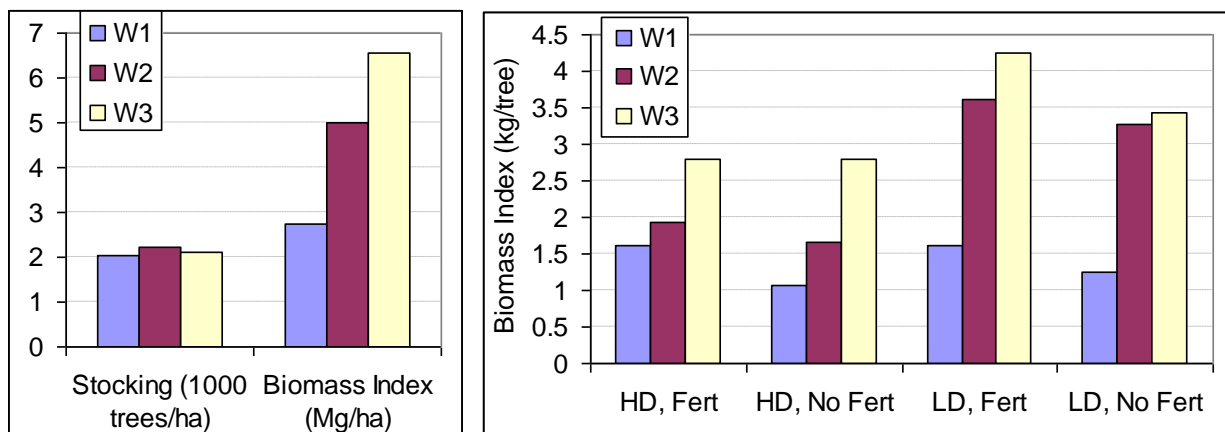 7
6
5
4
3
2
1
0
W1
W2
W3
Stocking (1000
trees/ha)
Biomass Index
(Mg/ha)
Biomass Index (kg/tree)
4.5
4
3.5
3
2.5
2
1.5
1
0.5
0
W1
W2
W3
HD, Fert
HD, No Fert
LD, Fert
LD, No Fert